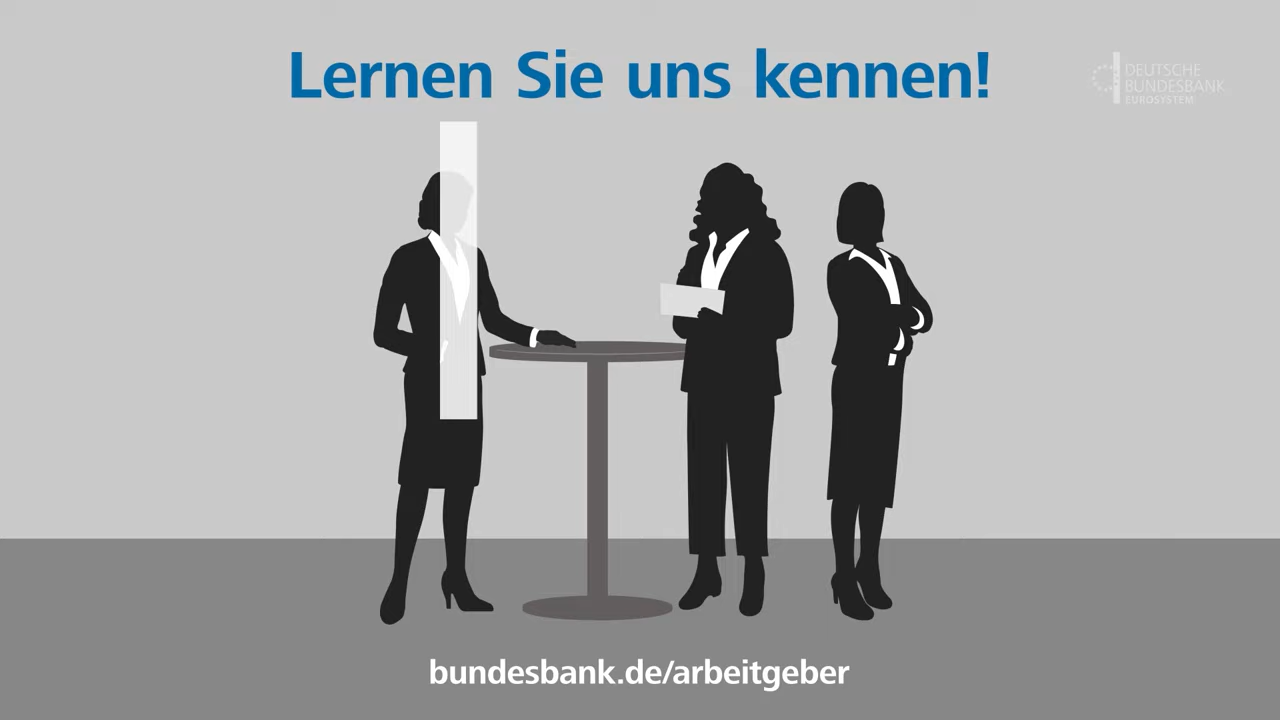 Lernen Sie uns kennen!
DEUTSCHE
BUNDESBANK
EUROSYSTEM
bundesbank.de/arbeitgeber